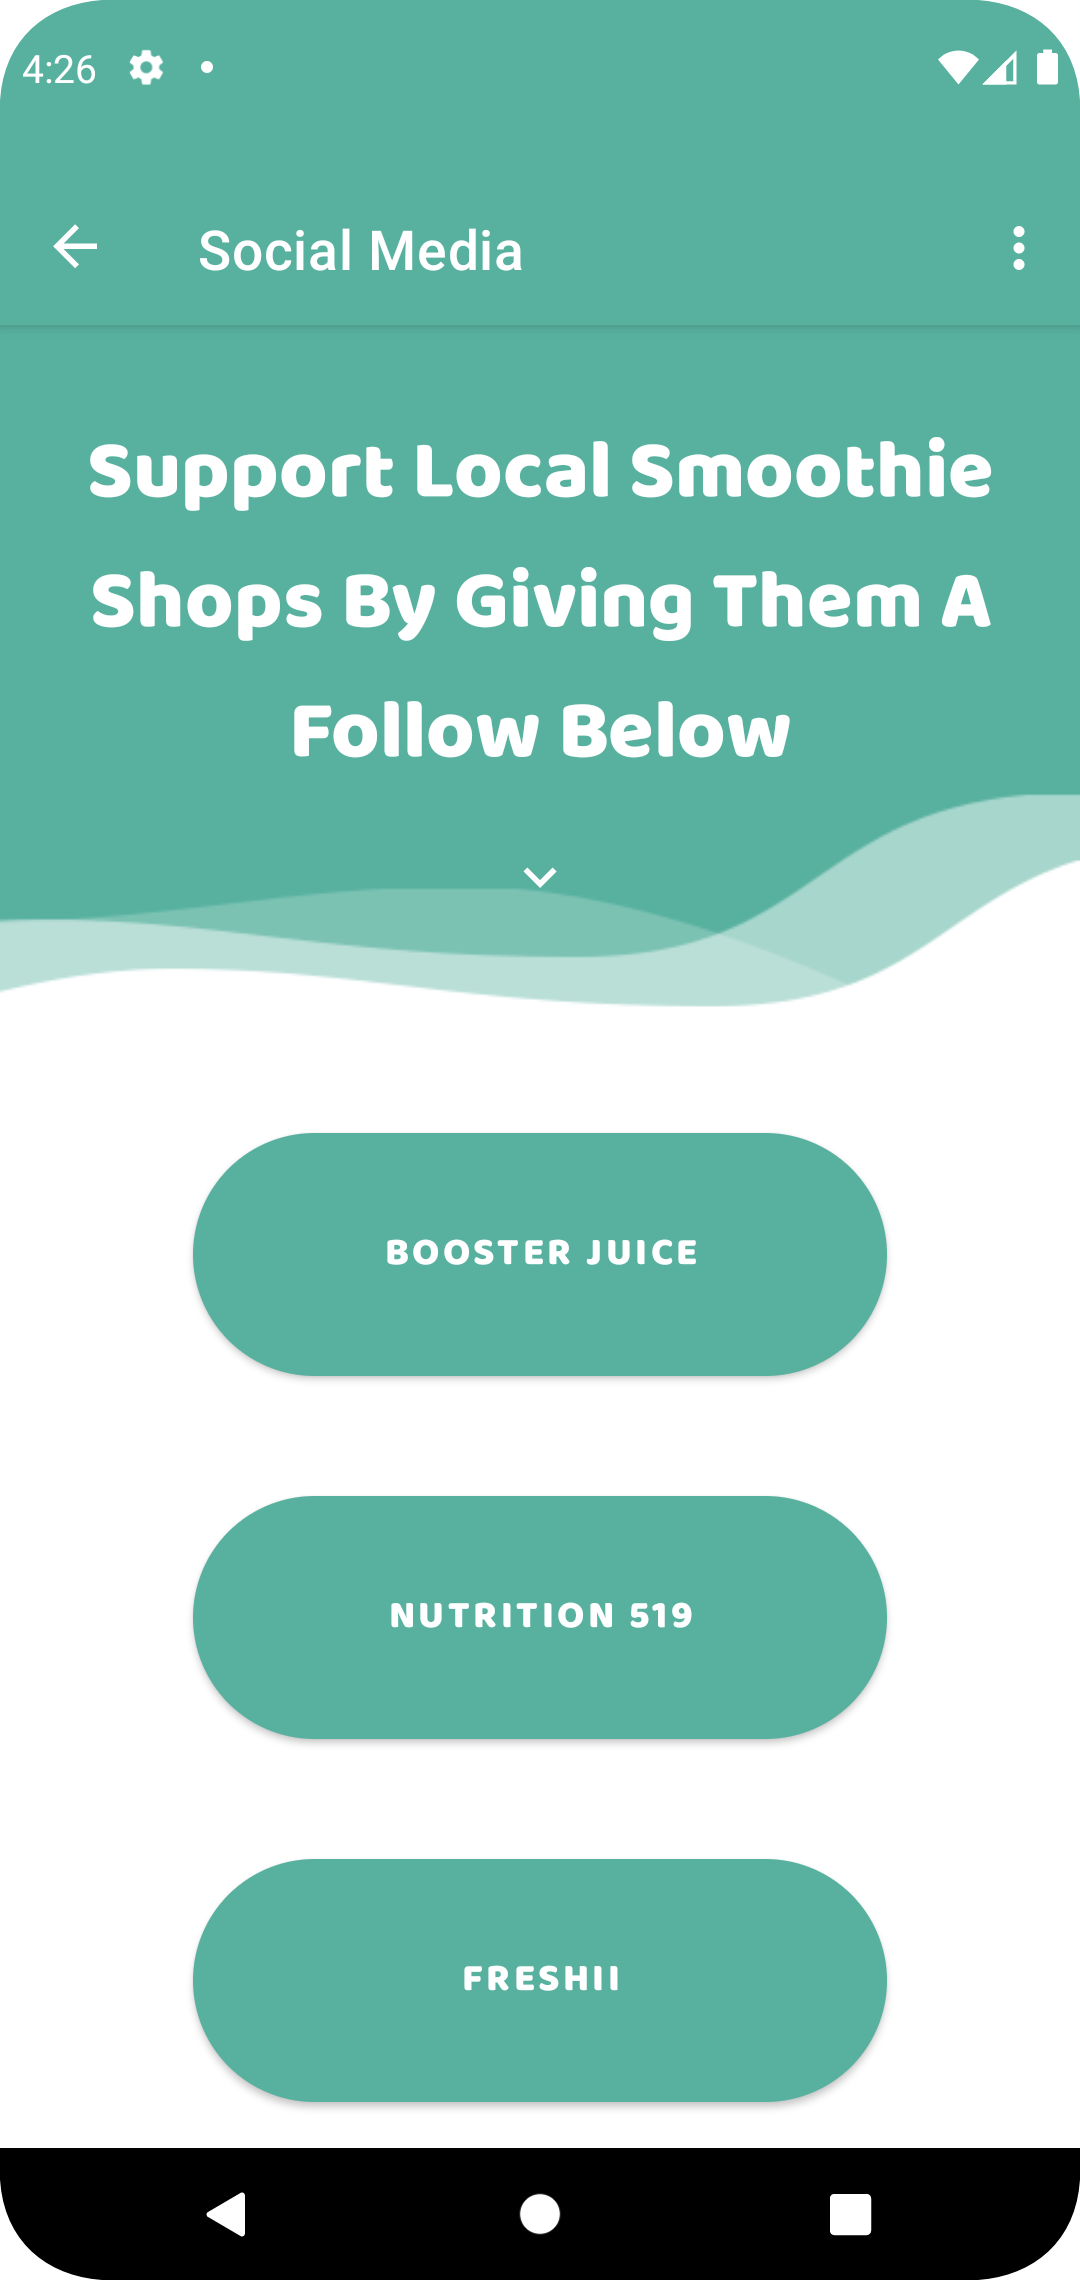 4:26
Social Media
Support Local Smoothie
Shops By Giving Them A
Follow Below
BOOSTER JUICE
NUTRITION 519
FRESHII